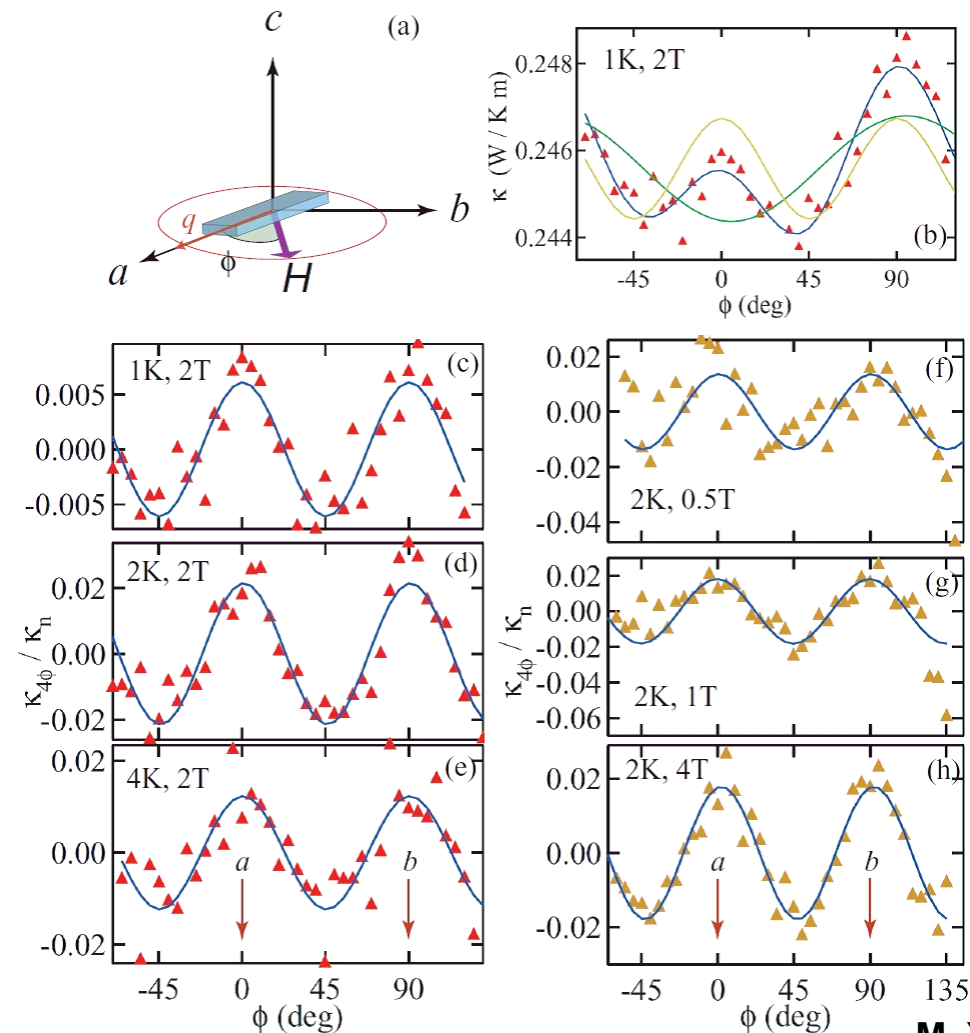 (a)
c
b
a
q
ϕ
H
1K, 2T
(b)
κ (W / K m)
0.248
0.246
0.244
-45 0 45 90
ϕ (deg)
1K, 2T
(c)
0.005
0.000
-0.005
2K, 2T
(d)
0.02
0.00
-0.02
κ4ϕ / κn
4K, 2T
(e)
0.02
0.00
-0.02
a b
-45 0 45 90
ϕ (deg)
(f)
0.02
0.00
-0.02
-0.04
2K, 0.5T
(g)
0.02
0.00
-0.02
-0.04
-0.06
κ4ϕ / κn
2K, 1T
2K, 4T
(h)
0.02
0.00
-0.02
a b
-45 0 45 90 135
ϕ (deg)